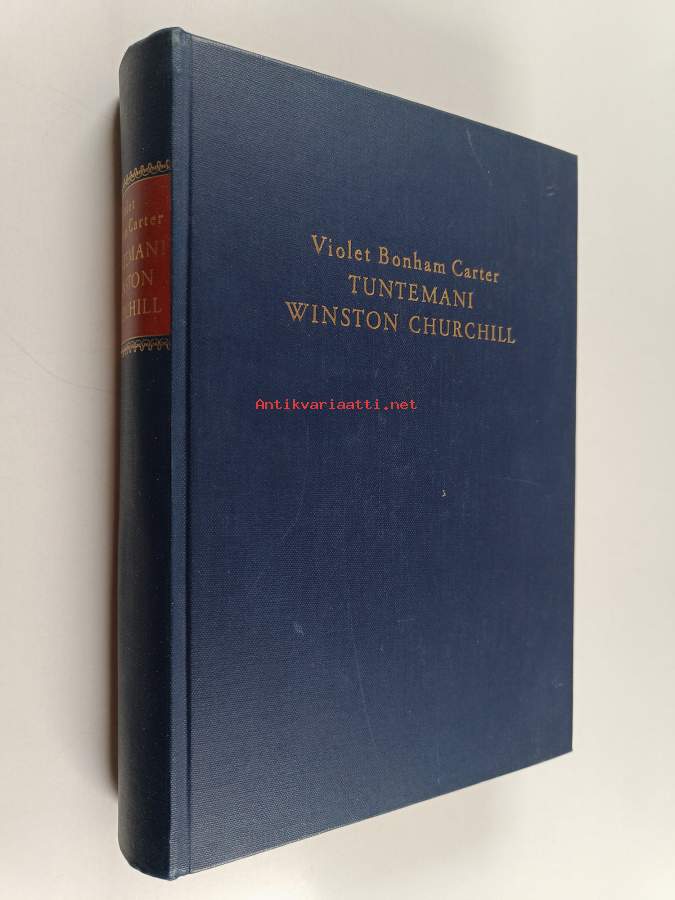 Violet Bonham Carter
TUNTEMANI
WINSTON CHURCHILL
Antikvariaatti.net
Carter